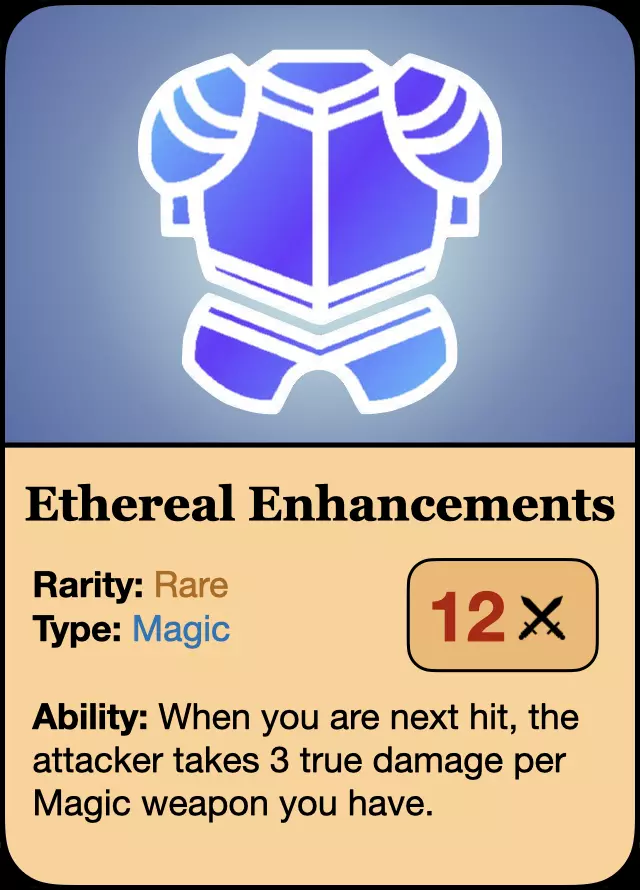 Ethereal Enhancements
Rarity: Rare
Type: Magic
12
Ability: When you are next hit, the
attacker takes 3 true damage per
Magic weapon you have.